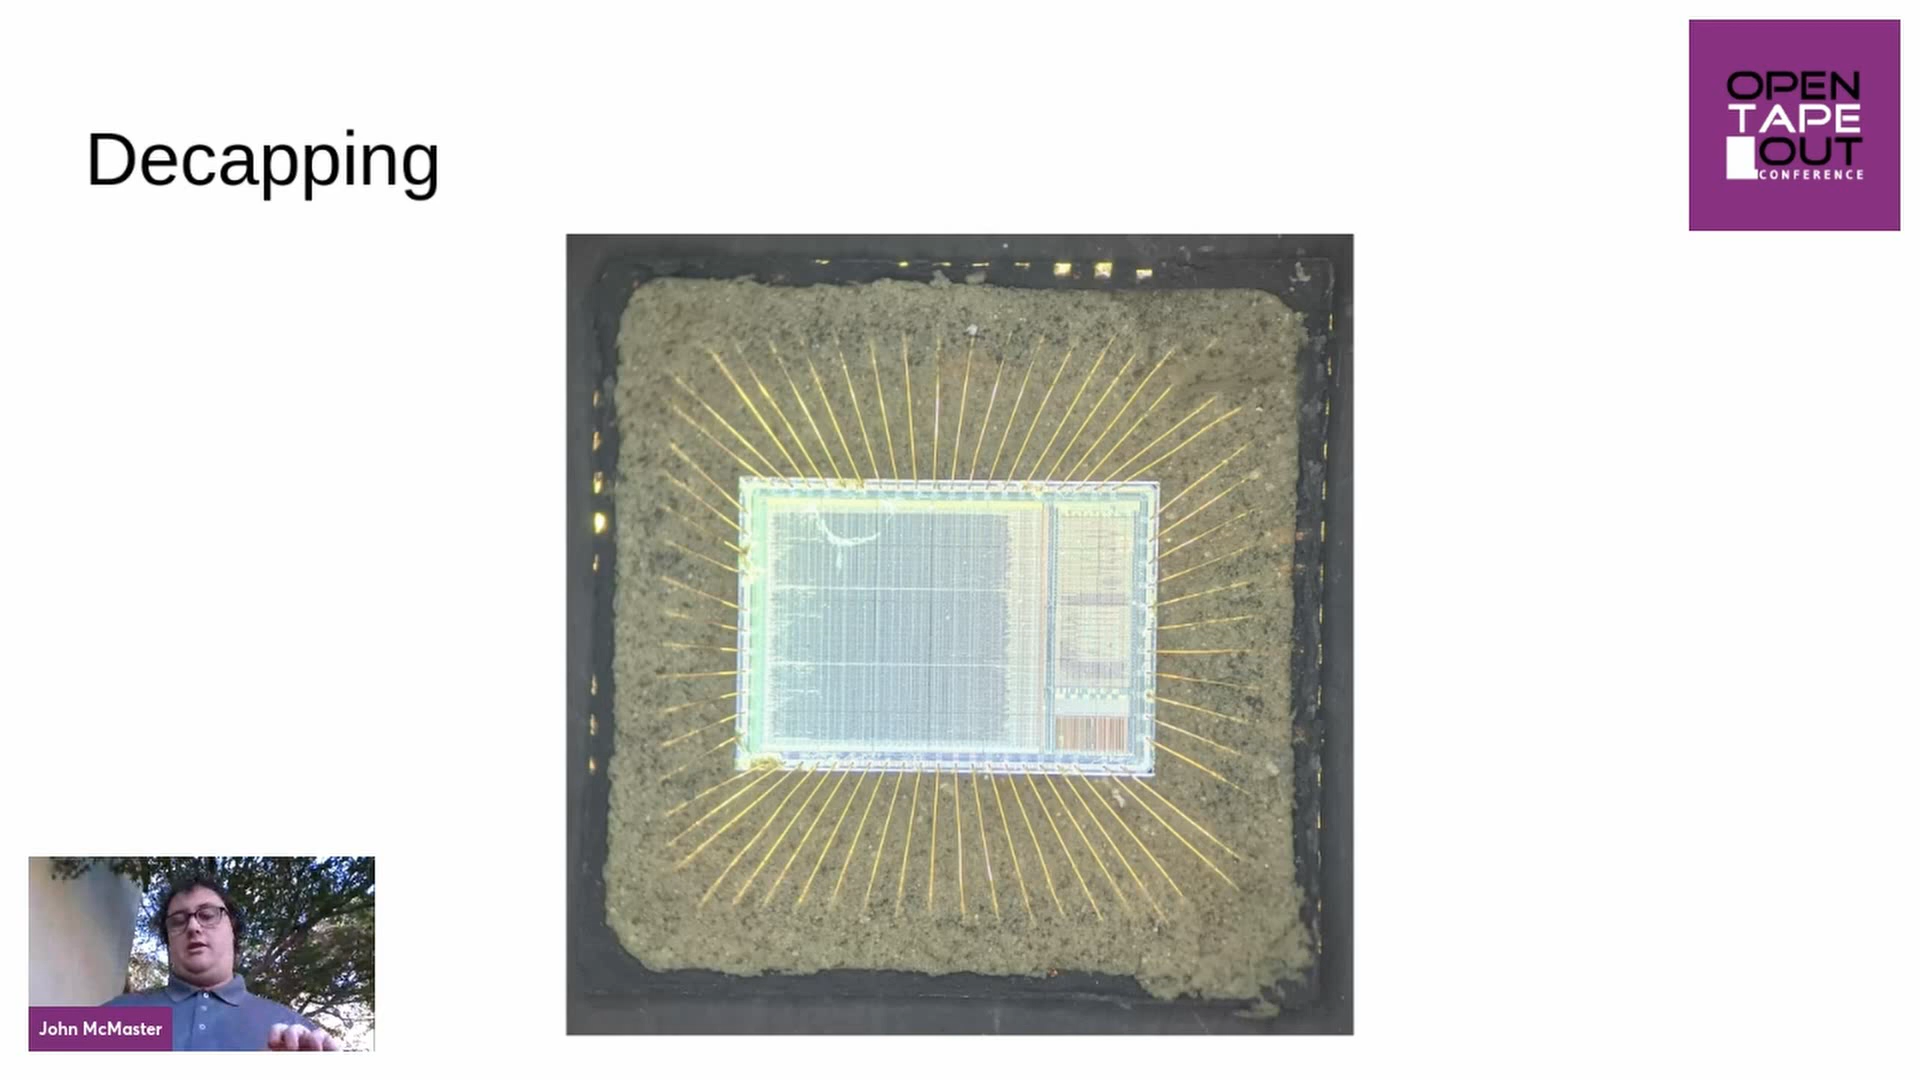 Decapping
OPEN
TAPE
OUT
CONFERENCE
John McMaster